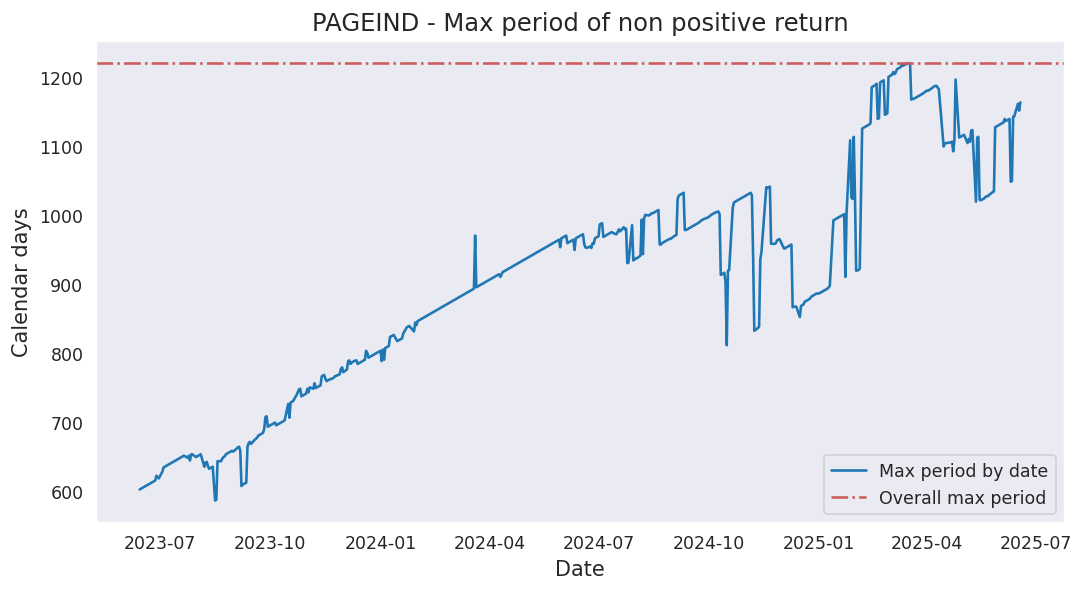 PAGEIND - Max period of non positive return
Calendar days
1200
1100
1000
900
800
700
600
Max period by date
Overall max period
2023-07 2023-10 2024-01 2024-04 2024-07 2024-10 2025-01 2025-04 2025-07
Date